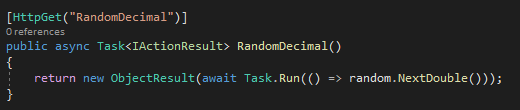 [HttpGet("RandomDecimal")]
0 references
public async Task<IActionResult> RandomDecimal()
{
return new ObjectResult(await Task.Run(() => random.NextDouble()));
}